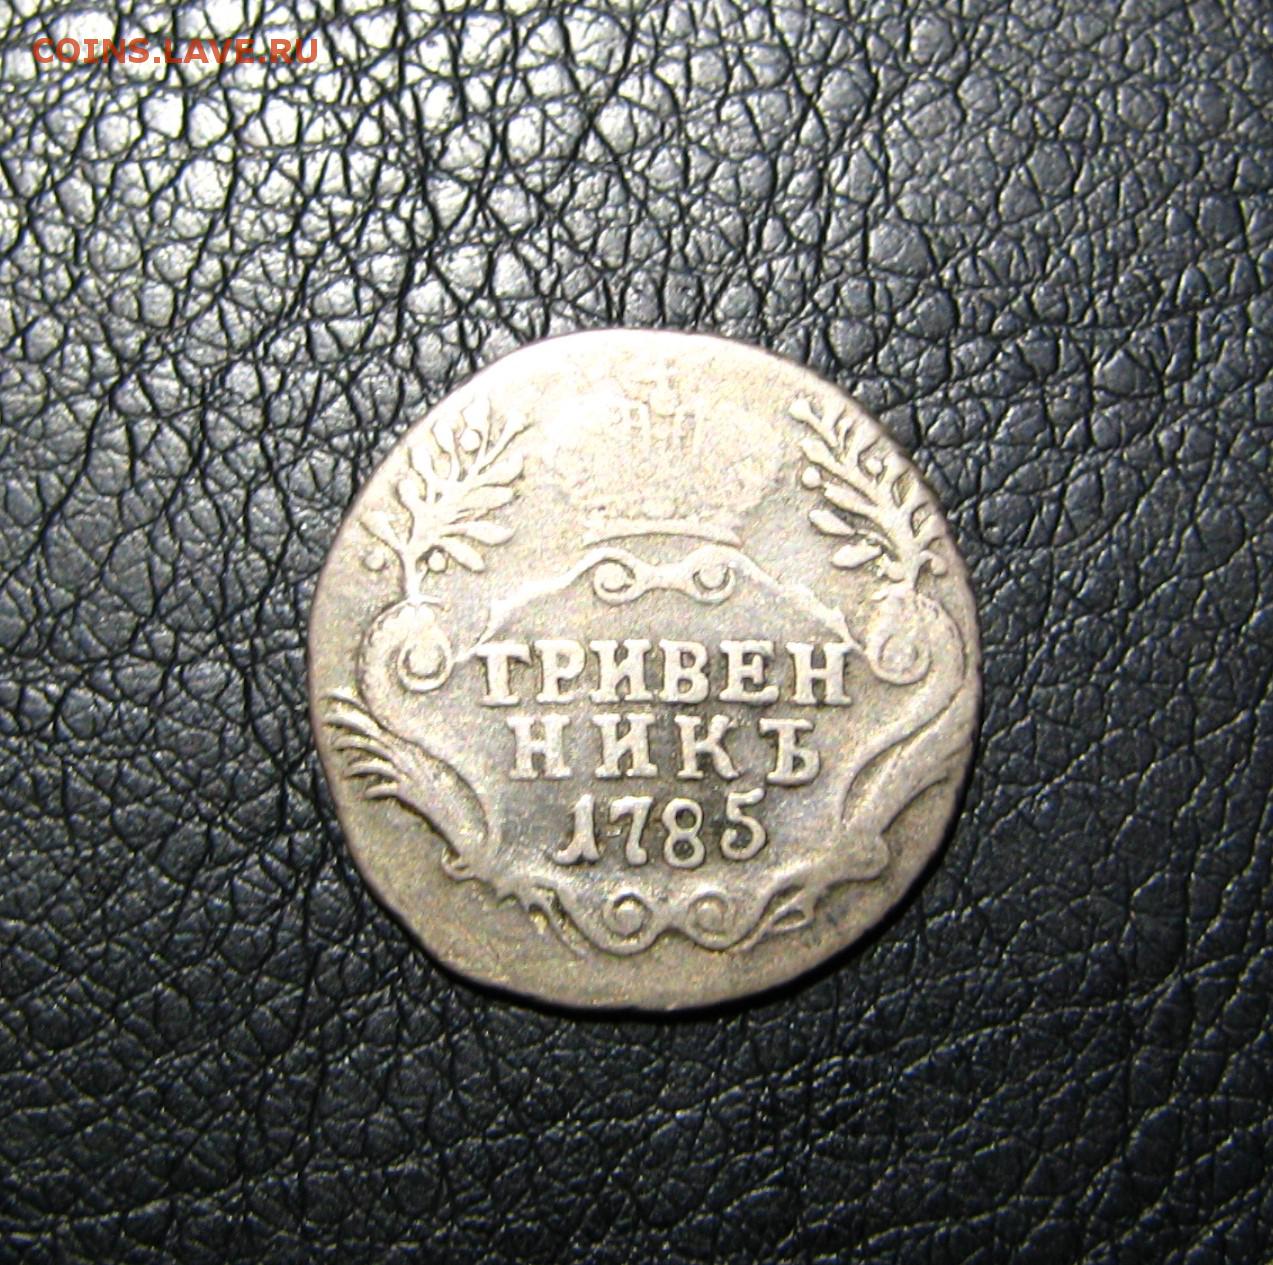 COINS.LAVE.RU
ГРИВЕН
НИКЪ
1785